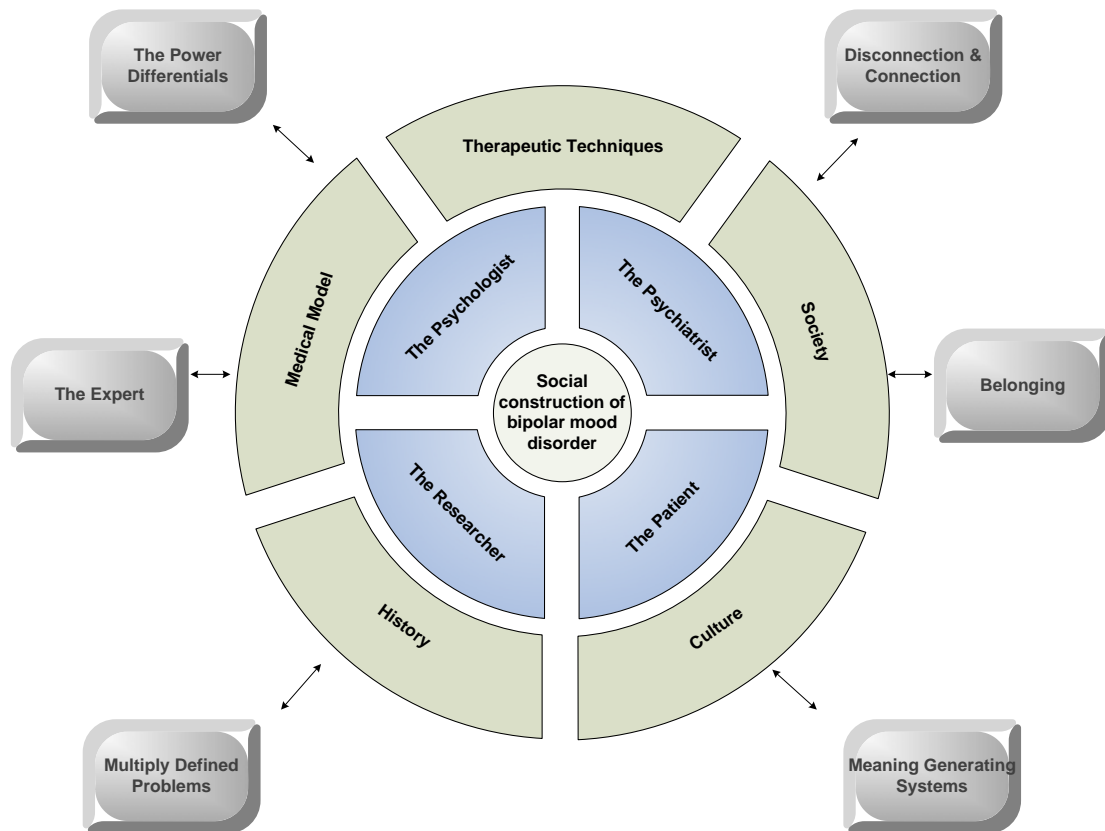 The Power
Differentials
Disconnection &
Connection
Therapeutic Techniques
The Psychologist
The Psychiatrist
Medical Model
Society
The Expert
Social
construction of
bipolar mood
disorder
Belonging
The Researcher
The Patient
History
Culture
Multiply Defined
Problems
Meaning Generating
Systems